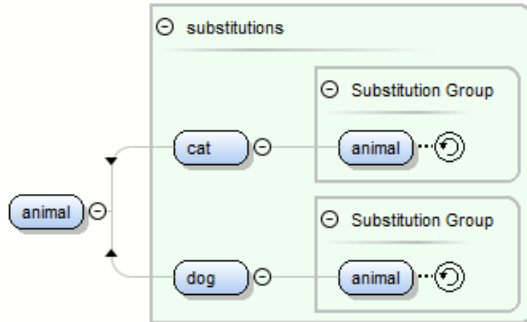 substitutions
Substitution Group
cat
animal
animal
Substitution Group
dog
animal